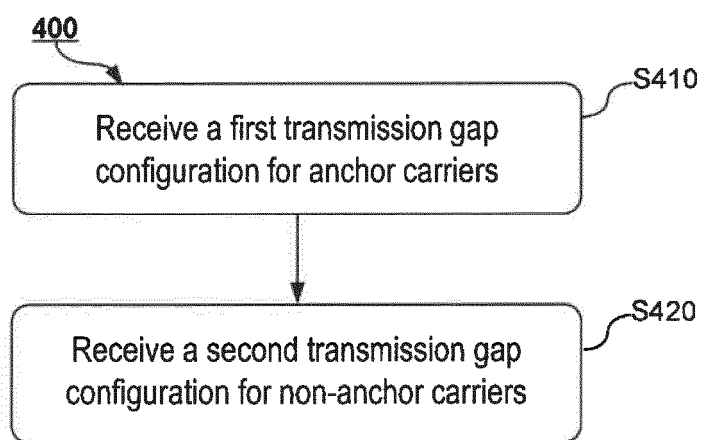 400
S410
Receive a first transmission gap
configuration for anchor carriers
S420
Receive a second transmission gap
configuration for non-anchor carriers